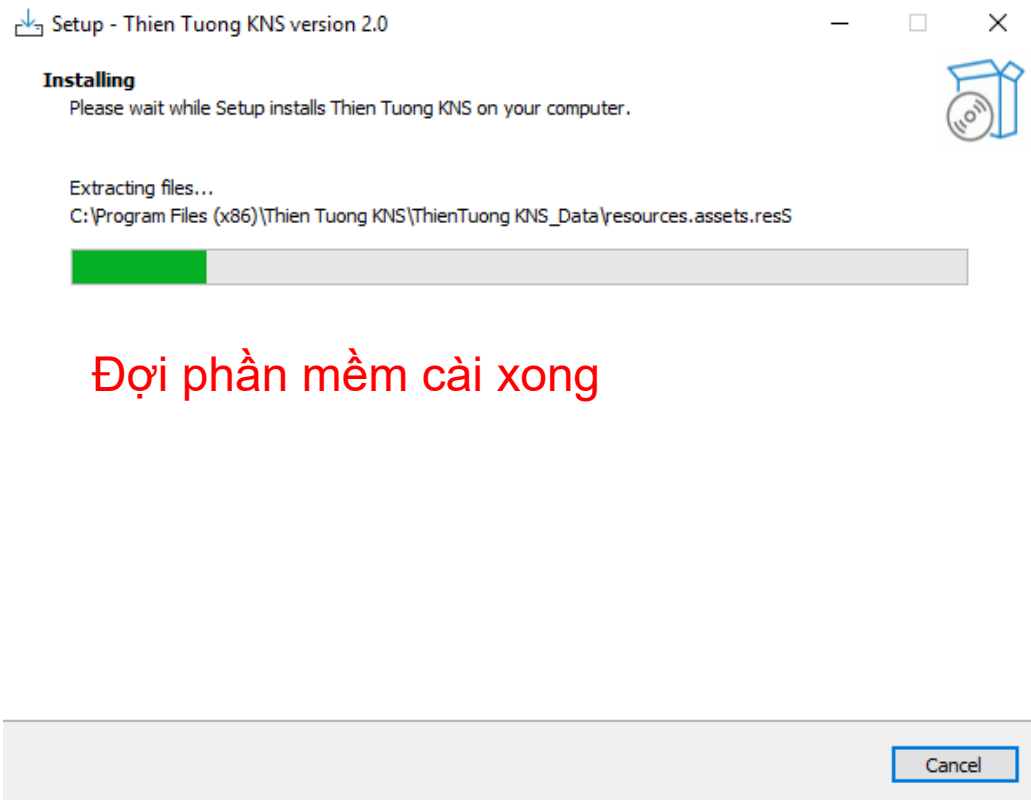 Setup - Thien Tuong KNS version 2.0
Installing
Please wait while Setup installs Thien Tuong KNS on your computer.
Extracting files...
C:\Program Files (x86)\Thien Tuong KNS\ThienTuong KNS_Data\resources.assets.resS
Đợi phần mềm cài xong
Cancel